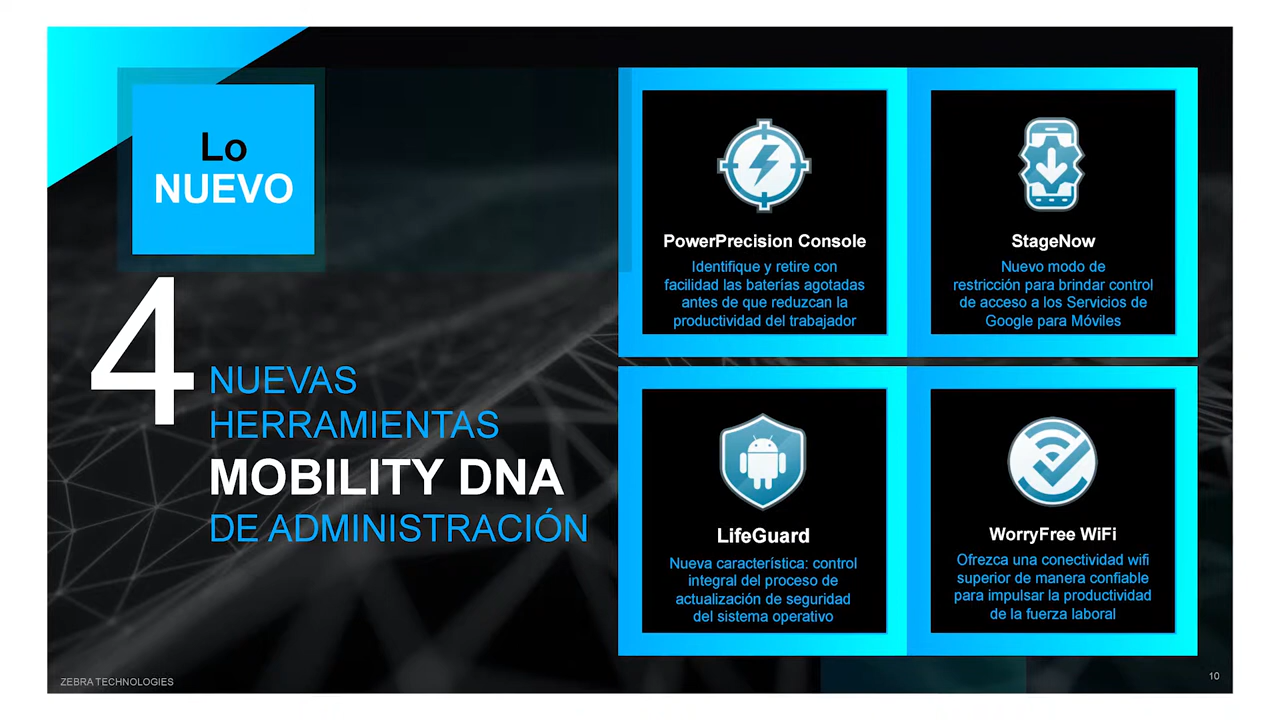 Lo
NUEVO
4
NUEVAS
HERRAMIENTAS
MOBILITY DNA
DE ADMINISTRACIÓN
PowerPrecision Console
Identifique y retire con
facilidad las baterías agotadas
antes de que reduzcan la
productividad del trabajador
StageNow
Nuevo modo de
restricción para brindar control
de acceso a los Servicios de
Google para Móviles
LifeGuard
Nueva característica: control
integral del proceso de
actualización de seguridad
del sistema operativo
WorryFree WiFi
Ofrezca una conectividad wifi
superior de manera confiable
para impulsar la productividad
de la fuerza laboral
ZEBRA TECHNOLOGIES
10